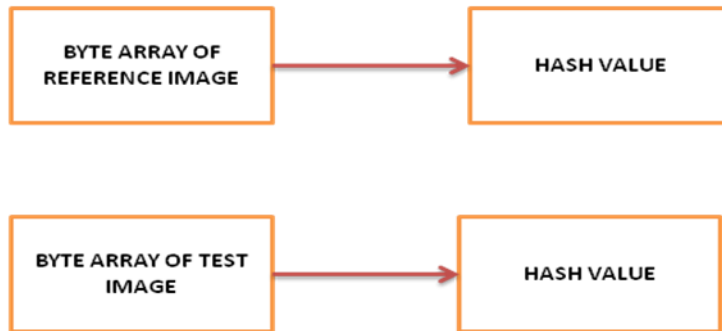 BYTE ARRAY OF
REFERENCE IMAGE
HASH VALUE
BYTE ARRAY OF TEST
IMAGE
HASH VALUE